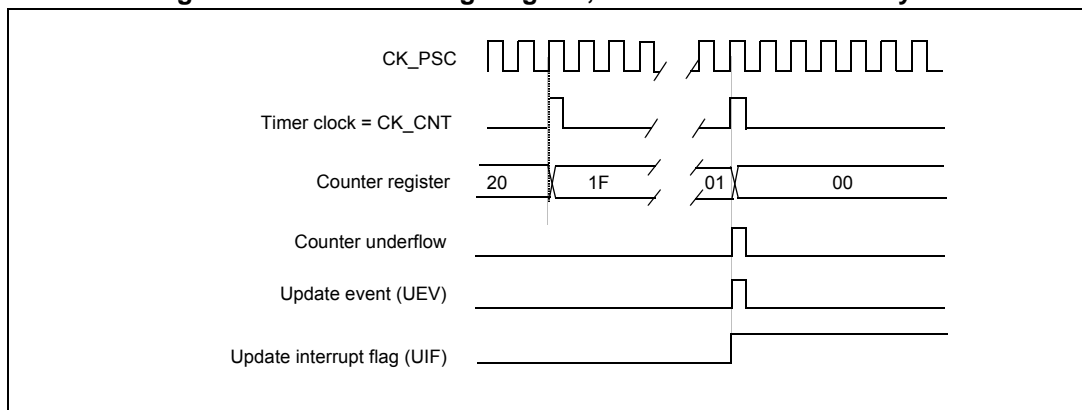 CK_PSC
Timer clock = CK_CNT
Counter register 20 1F 01 00
Counter underflow
Update event (UEV)
Update interrupt flag (UIF)